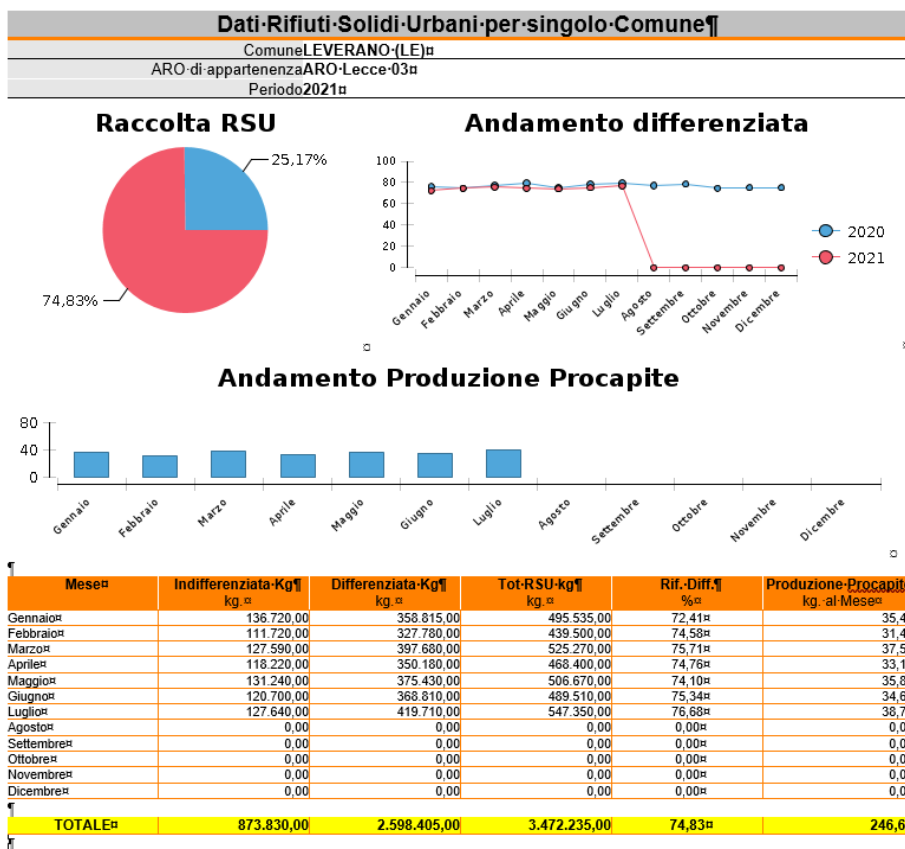 Dati·Rifiuti·Solidi·Urbani·per·singolo·Comune¶
Comune LEVERANO·(LE)¤
ARO·di·appartenenza ARO·Lecce·03¤
Periodo 2021¤
Raccolta RSU
25,17%
74,83%
Andamento differenziata
100
80
60
40
20
0
Gennaio Febbraio Marzo Aprile Maggio Giugno Luglio Agosto Settembre Ottobre Novembre Dicembre
2020
2021
¤ ¤
Andamento Produzione Procapite
80
40
0
Gennaio Febbraio Marzo Aprile Maggio Giugno Luglio Agosto Settembre Ottobre Novembre Dicembre
¤
¶
Mese¤ Indifferenziata·Kg¶ Differenziata·Kg¶ Tot·RSU·kg¶ Rif.·Diff.¶ Produzione·Procapite
kg.¤ kg.¤ kg.¤ %¤ kg.·al·Mese¤
Gennaio¤ 136.720,00 358.815,00 495.535,00 72,41¤ 35,4
Febbraio¤ 111.720,00 327.780,00 439.500,00 74,58¤ 31,4
Marzo¤ 127.590,00 397.680,00 525.270,00 75,71¤ 37,5
Aprile¤ 118.220,00 350.180,00 468.400,00 74,76¤ 33,1
Maggio¤ 131.240,00 375.430,00 506.670,00 74,10¤ 35,8
Giugno¤ 120.700,00 368.810,00 489.510,00 75,34¤ 34,6
Luglio¤ 127.640,00 419.710,00 547.350,00 76,68¤ 38,7
Agosto¤ 0,00 0,00 0,00 0,00¤ 0,0
Settembre¤ 0,00 0,00 0,00 0,00¤ 0,0
Ottobre¤ 0,00 0,00 0,00 0,00¤ 0,0
Novembre¤ 0,00 0,00 0,00 0,00¤ 0,0
Dicembre¤ 0,00 0,00 0,00 0,00¤ 0,0
¶
TOTALE¤ 873.830,00 2.598.405,00 3.472.235,00 74,83¤ 246,6
¶